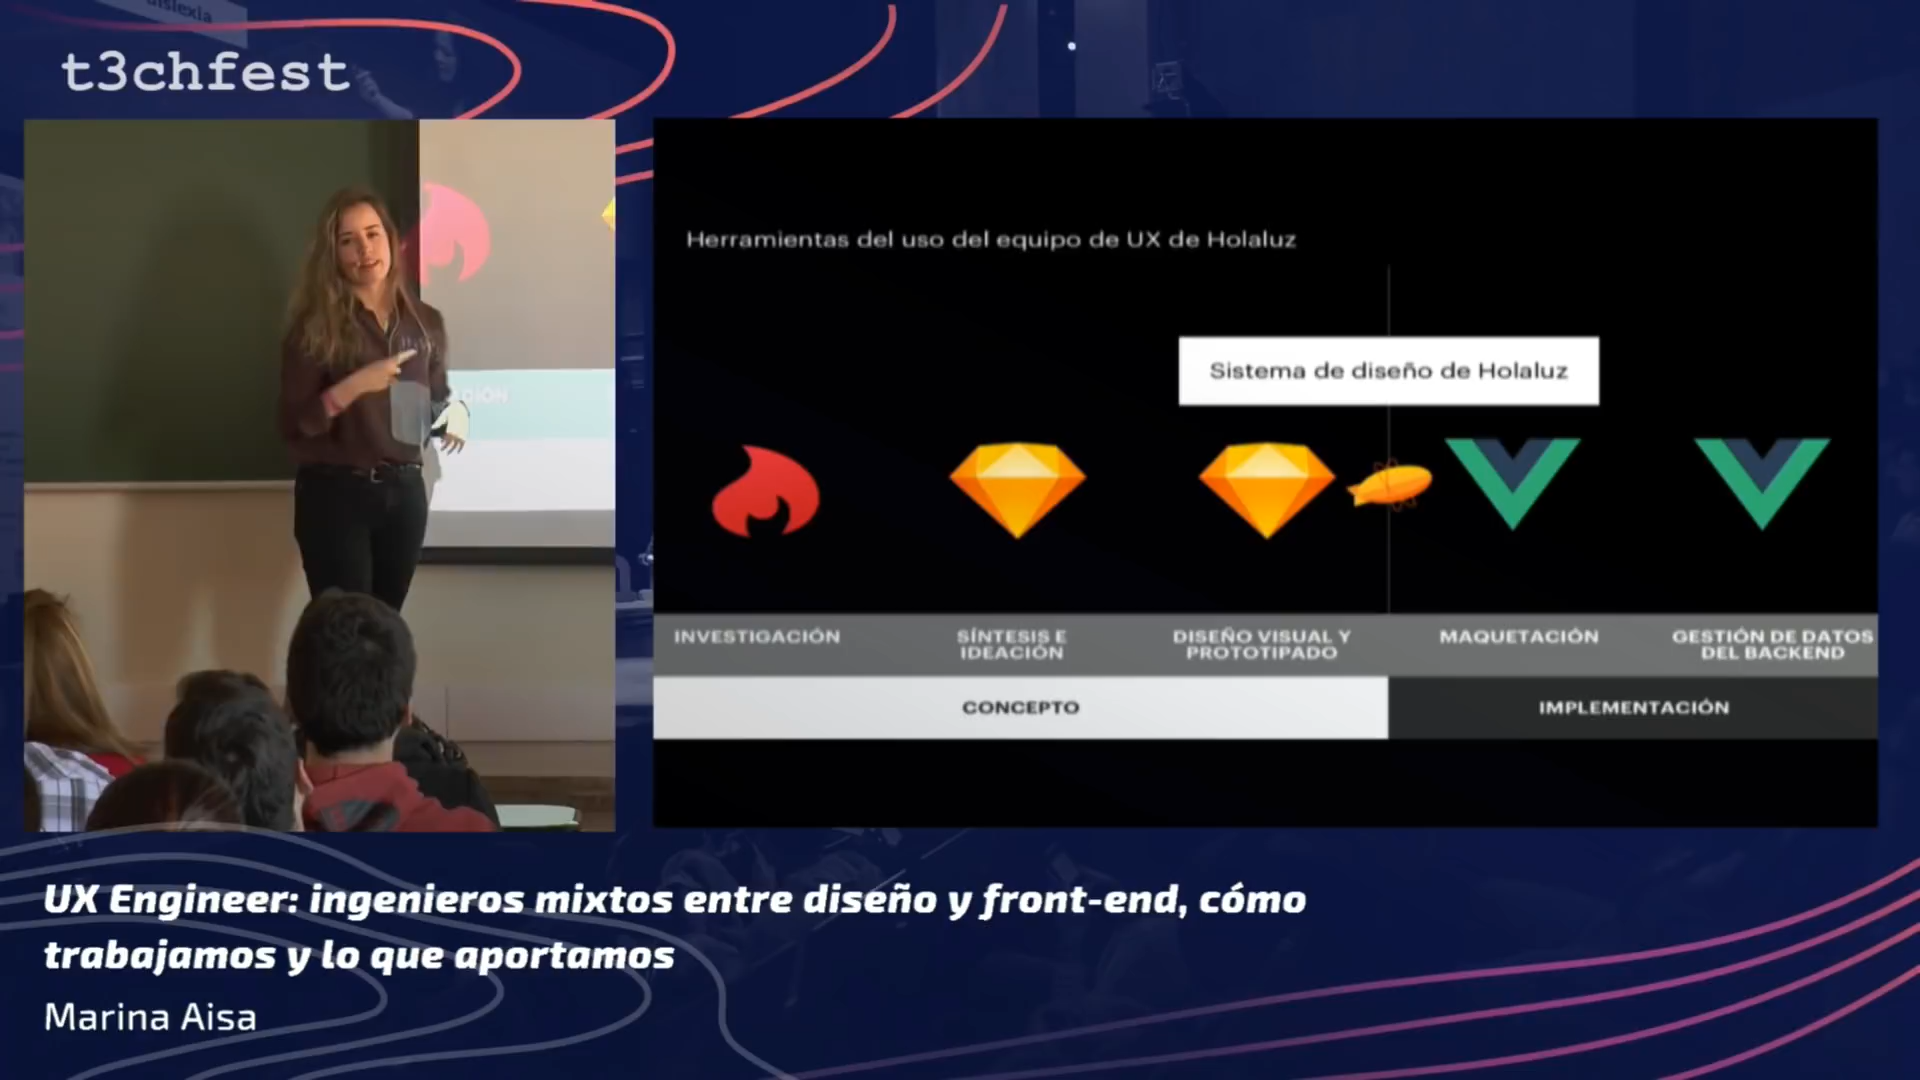 dislexia
t3chfest
Herramientas del uso del equipo de UX de Holaluz
Sistema de diseño de Holaluz
INVESTIGACIÓN
SÍNTESIS E
IDEACIÓN
DISEÑO VISUAL Y
PROTOTIPADO
MAQUETACIÓN
GESTIÓN DE DATOS
DEL BACKEND
CONCEPTO
IMPLEMENTACIÓN
UX Engineer: ingenieros mixtos entre diseño y front-end, cómo
trabajamos y lo que aportamos
Marina Aisa